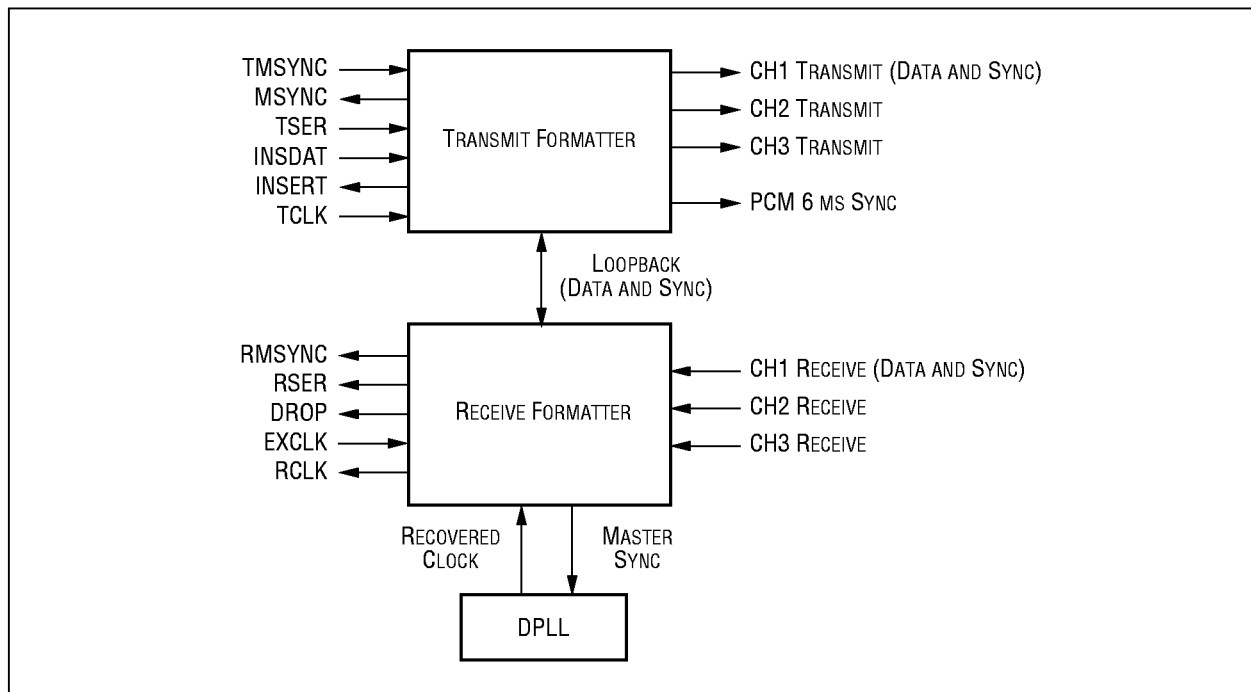 TMSYNC
MSYNC
TSER
INSDAT
INSERT
TCLK
TRANSMIT FORMATTER
CH1 TRANSMIT (DATA AND SYNC)
CH2 TRANSMIT
CH3 TRANSMIT
PCM 6 MS SYNC
LOOPBACK
(DATA AND SYNC)
RMSYNC
RSER
DROP
EXCLK
RCLK
RECEIVE FORMATTER
CH1 RECEIVE (DATA AND SYNC)
CH2 RECEIVE
CH3 RECEIVE
RECOVERED
CLOCK
MASTER
SYNC
DPLL